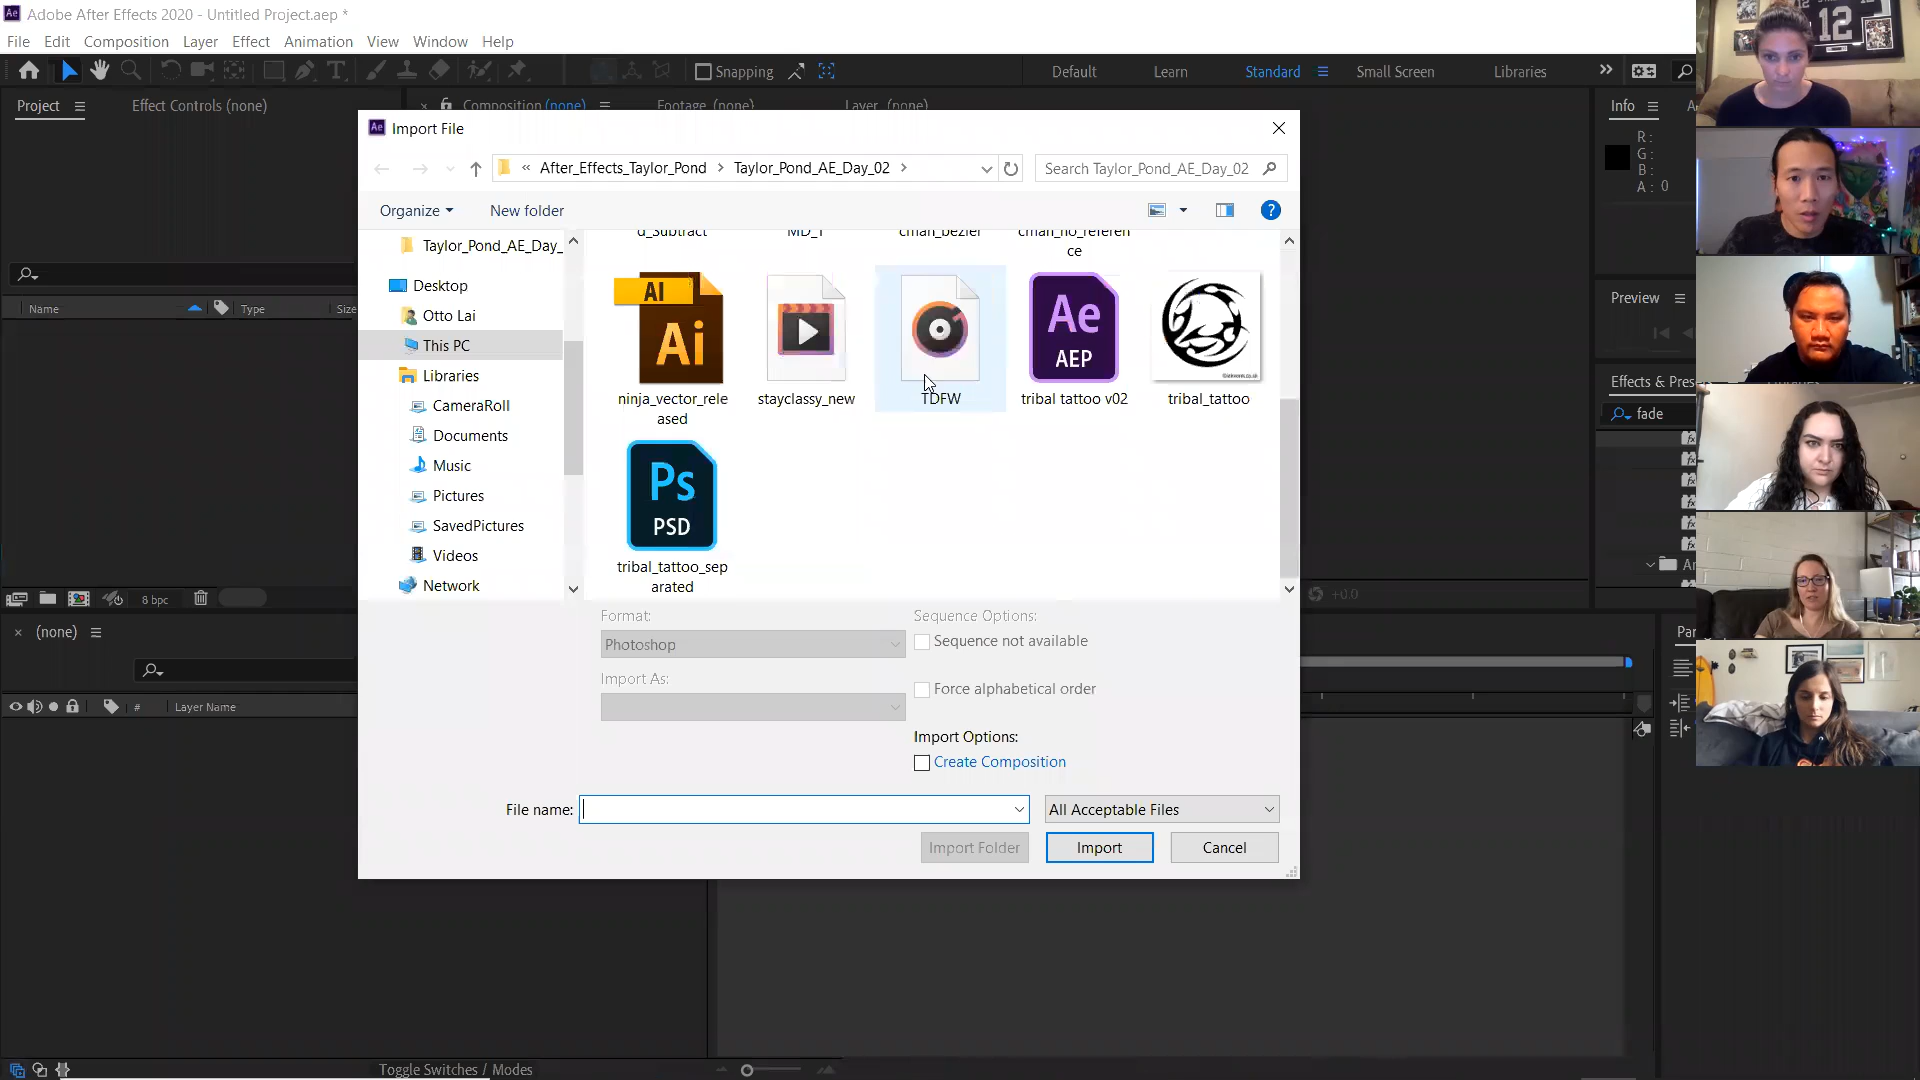 Adobe After Effects 2020 - Untitled Project.aep *
File Edit Composition Layer Effect Animation View Window Help
Snapping
Default Learn Standard Small Screen Libraries
Project Effect Controls (none)
Composition (none) Footage (none) Layer (none)
Info
R :
G :
B :
A : 0
12
Import File
« After_Effects_Taylor_Pond > Taylor_Pond_AE_Day_02 >
Search Taylor_Pond_AE_Day_02
Organize New folder
Taylor_Pond_AE_Day_
Desktop
Otto Lai
This PC
Libraries
CameraRoll
Documents
Music
Pictures
SavedPictures
Videos
Network
d_Subtract
cman_bezier
cman_no_reference
ence
AI
Ai
ninja_vector_rele
ased
stayclassy_new
TDFW
Ae
AEP
tribal tattoo v02
tribal_tattoo
Ps
PSD
tribal_tattoo_sep
arated
Format:
Photoshop
Import As:
Sequence Options:
Sequence not available
Force alphabetical order
Import Options:
Create Composition
File name:
All Acceptable Files
Import Folder Import Cancel
Name Type Size
8 bpc
(none)
# Layer Name
Toggle Switches / Modes
Preview
Effects & Pres
fade
+0.0